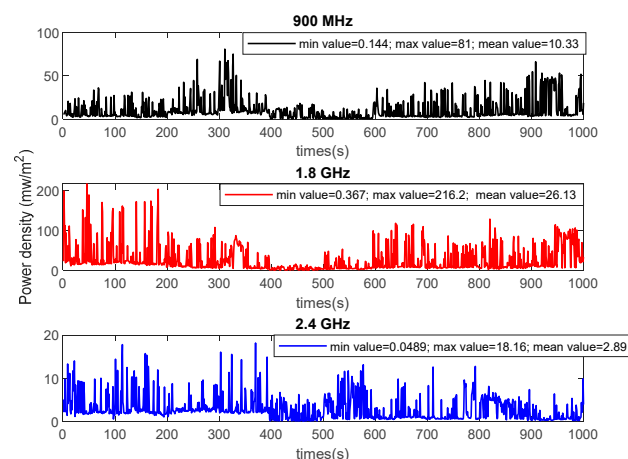 900 MHz
min value=0.144; max value=81; mean value=10.33
100
50
0
0 100 200 300 400 500 600 700 800 900 1000
times(s)
Power density (mw/m²)
1.8 GHz
min value=0.367; max value=216.2; mean value=26.13
200
100
0
0 100 200 300 400 500 600 700 800 900 1000
times(s)
2.4 GHz
min value=0.0489; max value=18.16; mean value=2.89
20
10
0
0 100 200 300 400 500 600 700 800 900 1000
times(s)